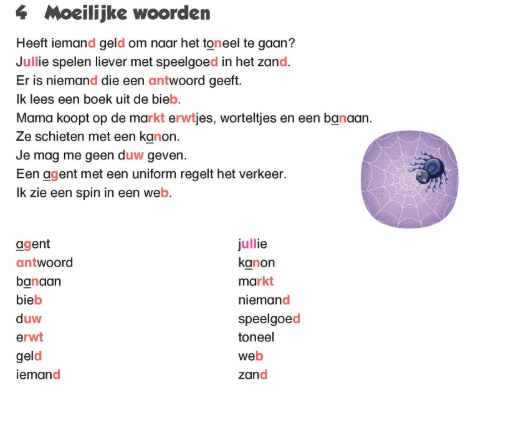 4 Moeilijke woorden
Heeft iemand geld om naar het toneel te gaan?
Jullie spelen liever met speelgoed in het zand.
Er is niemand die een antwoord geeft.
Ik lees een boek uit de bieb.
Mama koopt op de markt erwtjes, worteltjes en een banaan.
Ze schieten met een kanon.
Je mag me geen duw geven.
Een agent met een uniform regelt het verkeer.
Ik zie een spin in een web.
agent
antwoord
banaan
bieb
duw
erwt
geld
iemand
jullie
kanon
markt
niemand
speelgoed
toneel
web
zand